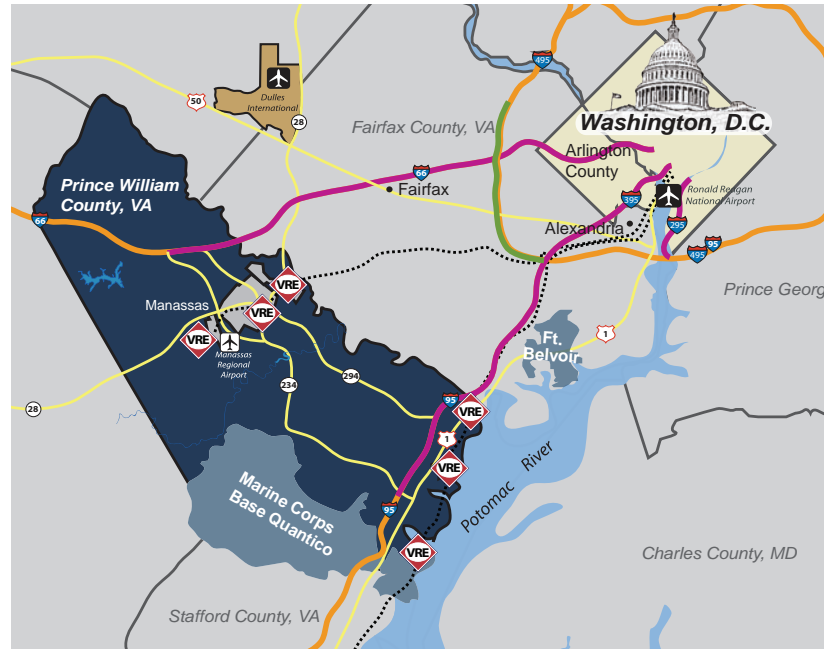 495
50
Dulles
International
28
Fairfax County, VA
Washington, D.C.
Arlington
County
66
Prince William
County, VA
Fairfax
395
Ronald Reagan
National Airport
Alexandria
295
66
95
495
VRE
Prince Georg
Manassas
VRE
1
VRE
Ft.
Belvoir
Manassas
Regional
Airport
294
234
28
95
VRE
1
VRE
Potomac River
Marine Corps
Base Quantico
95
VRE
Charles County, MD
Stafford County, VA